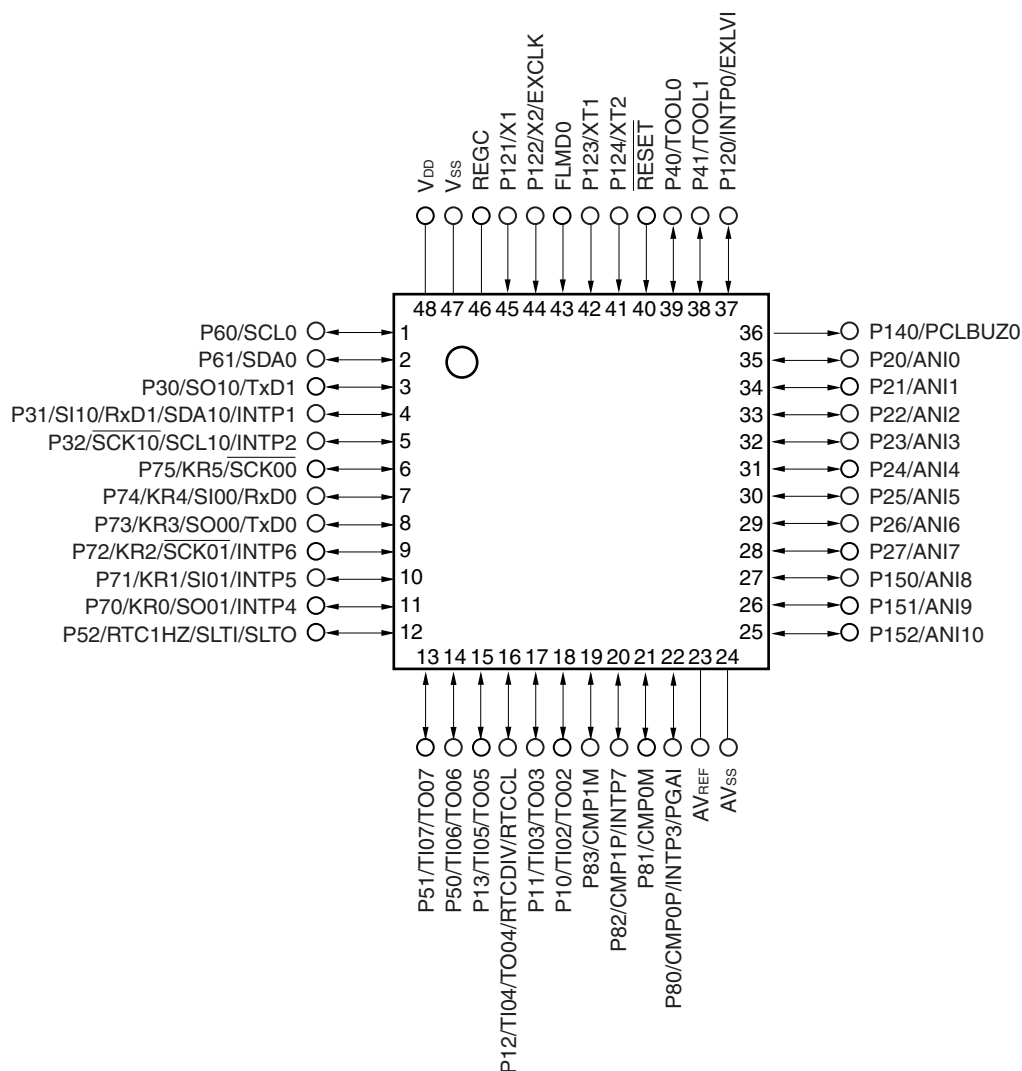 VDD
VSS
REGC
P121/X1
P122/X2/EXCLK
FLMD0
P123/XT1
P124/XT2
RESET
P40/TOOL0
P41/TOOL1
P120/INTP0/EXLVI
48 47 46 45 44 43 42 41 40 39 38 37
P60/SCL0 1
P61/SDA0 2
P30/SO10/TxD1 3
P31/SI10/RxD1/SDA10/INTP1 4
P32/SCK10/SCL10/INTP2 5
P75/KR5/SCK00 6
P74/KR4/SI00/RxD0 7
P73/KR3/SO00/TxD0 8
P72/KR2/SCK01/INTP6 9
P71/KR1/SI01/INTP5 10
P70/KR0/SO01/INTP4 11
P52/RTC1HZ/SLTI/SLTO 12
36 P140/PCLBUZ0
35 P20/ANI0
34 P21/ANI1
33 P22/ANI2
32 P23/ANI3
31 P24/ANI4
30 P25/ANI5
29 P26/ANI6
28 P27/ANI7
27 P150/ANI8
26 P151/ANI9
25 P152/ANI10
13 14 15 16 17 18 19 20 21 22 23 24
P51/TI07/TO07
P50/TI06/TO06
P13/TI05/TO05
P12/TI04/TO04/RTCDIV/RTCCL
P11/TI03/TO03
P10/TI02/TO02
P83/CMP1M
P82/CMP1P/INTP7
P81/CMP0M
P80/CMP0P/INTP3/PGAI
AVREF
AVSS